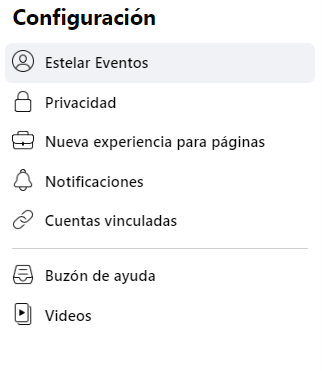 Configuración
Estelar Eventos
Privacidad
Nueva experiencia para páginas
Notificaciones
Cuentas vinculadas
Buzón de ayuda
Videos